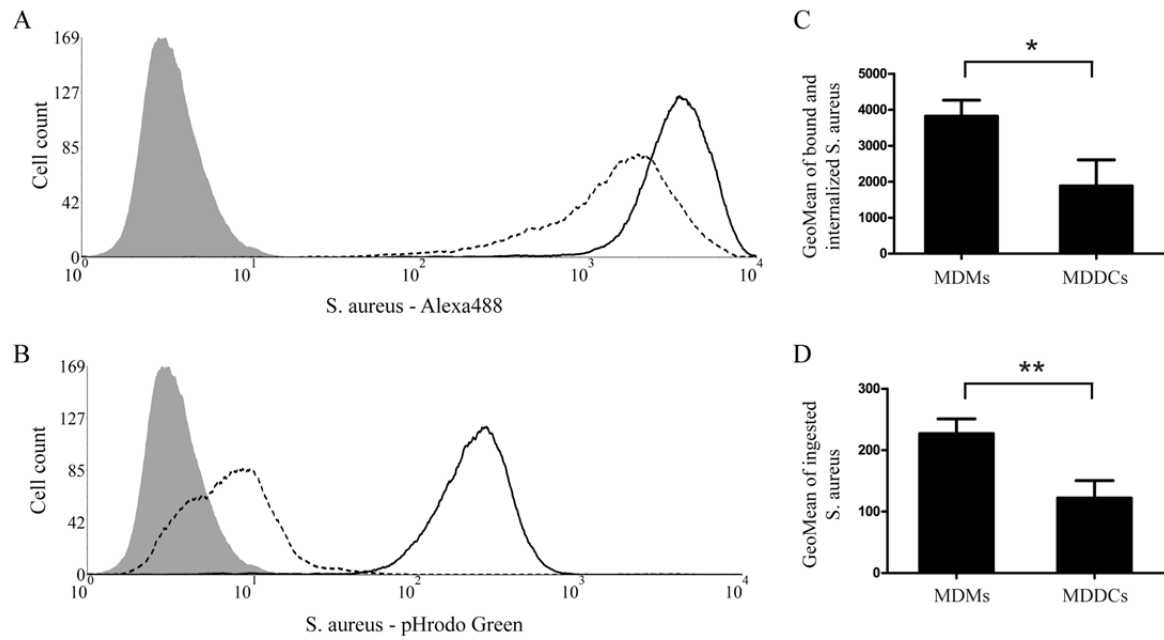 A
169
127
85
42
0
Cell count
10^0
10^1
10^2
10^3
10^4
S. aureus - Alexa488
B
169
127
85
42
0
Cell count
10^0
10^1
10^2
10^3
10^4
S. aureus - pHrodo Green
C
*
GeoMean of bound and
internalized S. aureus
5000
4000
3000
2000
1000
0
MDMs
MDDCs
D
**
GeoMean of ingested
S. aureus
300
200
100
0
MDMs
MDDCs